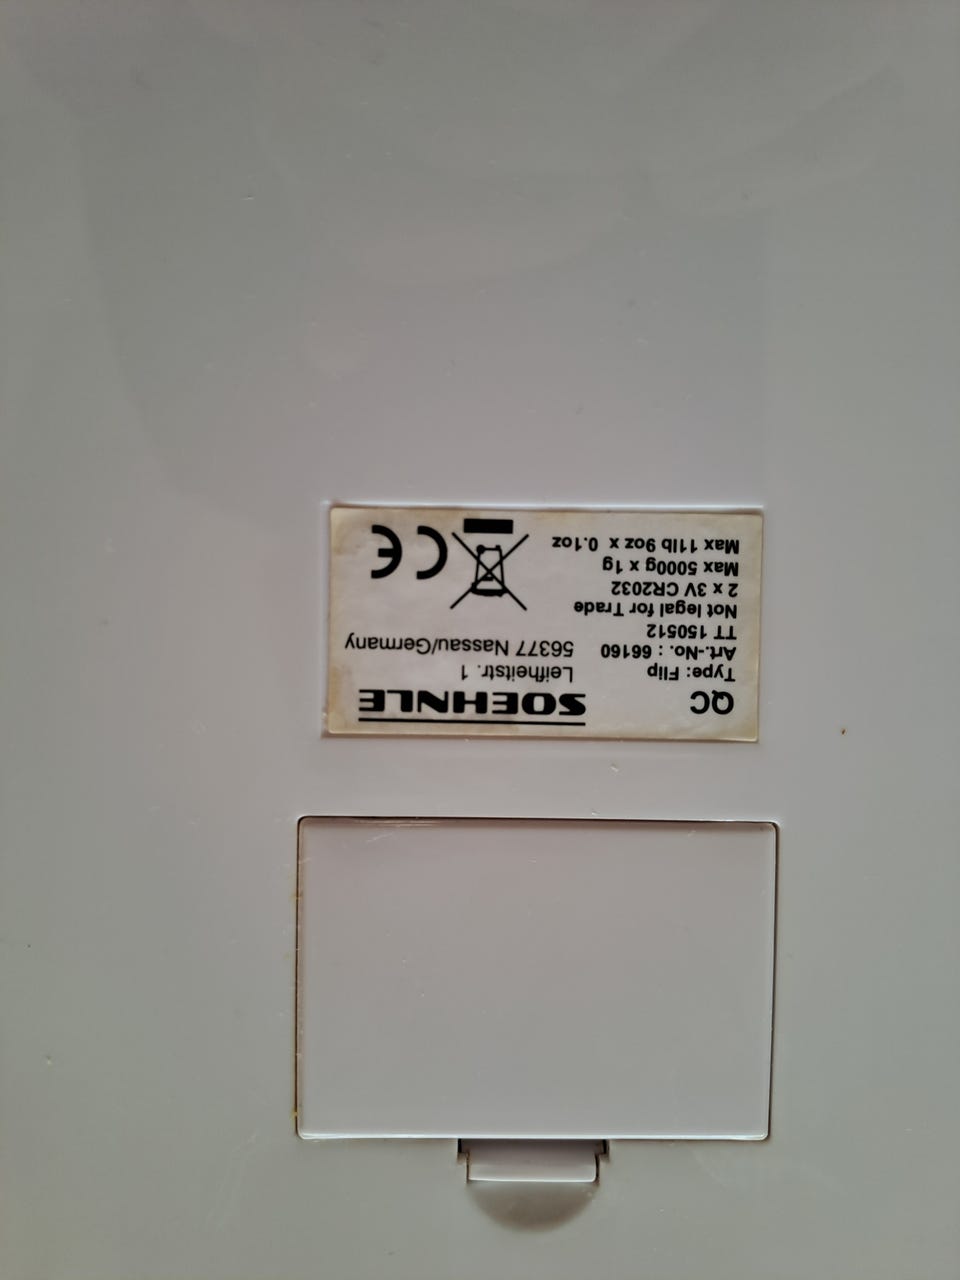 QC
Type: Flip
Art.-No. : 66160
TT 150512
Not legal for Trade
2 x 3V CR2032
Max 5000g x 1g
Max 11lb 9oz x 0.1oz
SOEHNLE
Leifheitstr. 1
56377 Nassau/Germany
CE